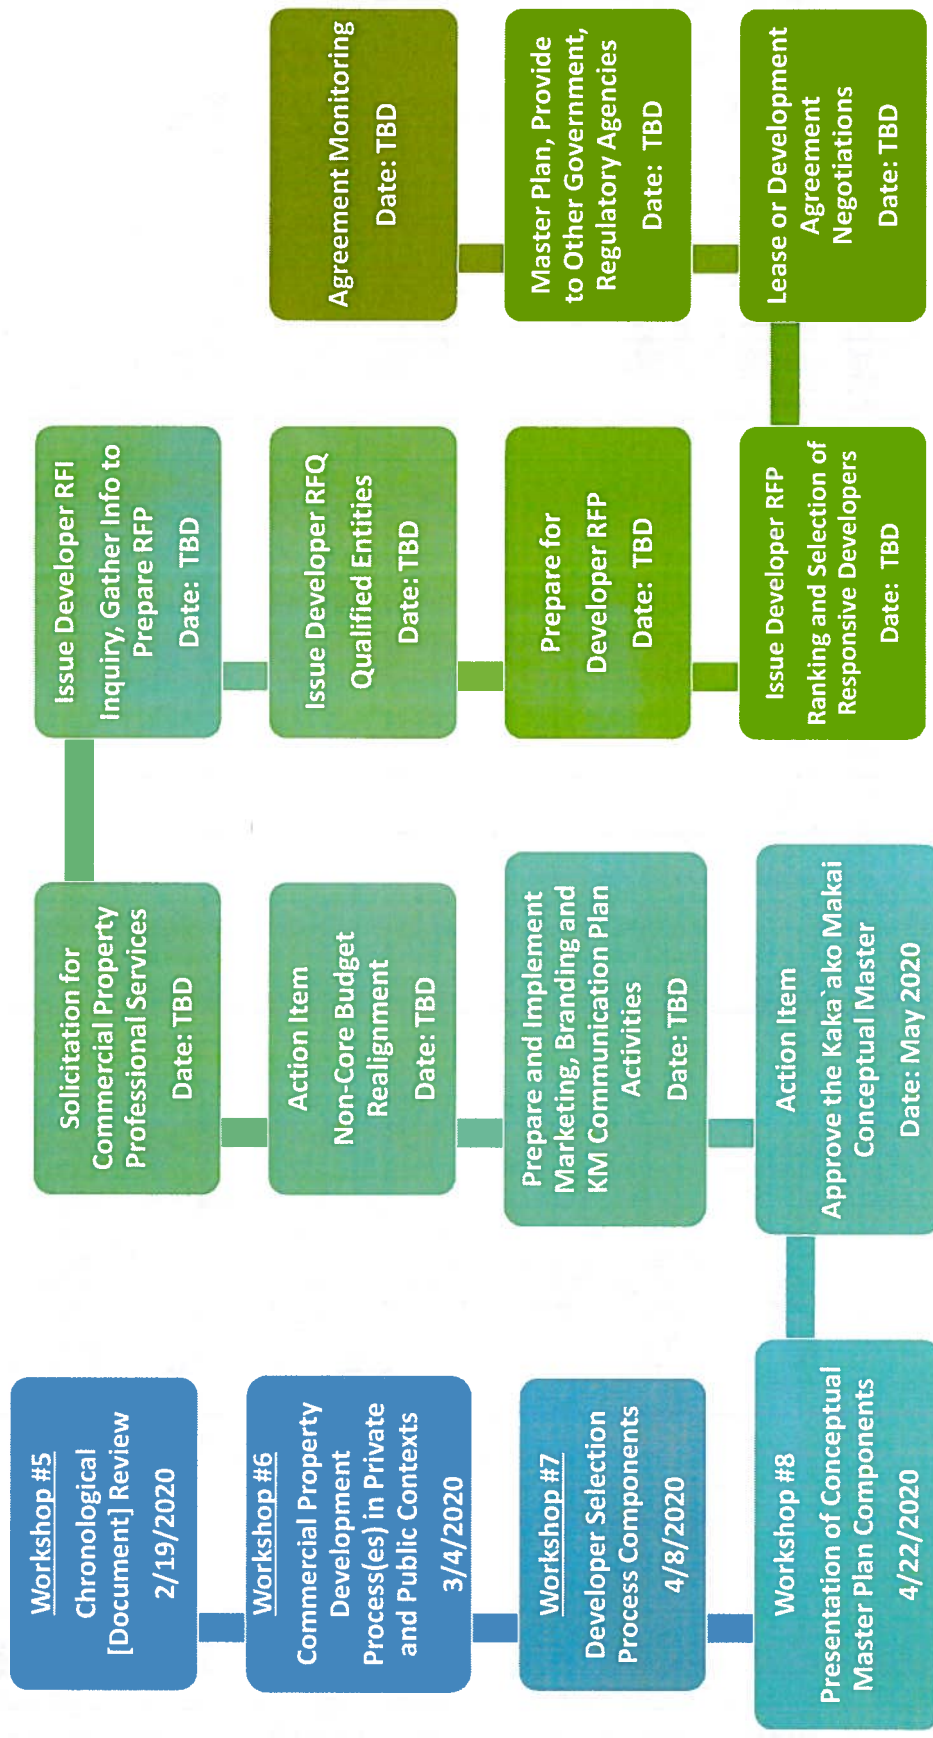 Workshop #5
Chronological
[Document] Review
2/19/2020
Workshop #6
Commercial Property
Development
Process(es) in Private
and Public Contexts
3/4/2020
Workshop #7
Developer Selection
Process Components
4/8/2020
Workshop #8
Presentation of Conceptual
Master Plan Components
4/22/2020
Action Item
Approve the Kaka`ako Makai
Conceptual Master
Date: May 2020
Prepare and Implement
Marketing, Branding and
KM Communication Plan
Activities
Date: TBD
Action Item
Non-Core Budget
Realignment
Date: TBD
Solicitation for
Commercial Property
Professional Services
Date: TBD
Issue Developer RFI
Inquiry, Gather Info to
Prepare RFP
Date: TBD
Issue Developer RFQ
Qualified Entities
Date: TBD
Prepare for
Developer RFP
Date: TBD
Issue Developer RFP
Ranking and Selection of
Responsive Developers
Date: TBD
Lease or Development
Agreement
Negotiations
Date: TBD
Master Plan, Provide
to Other Government,
Regulatory Agencies
Date: TBD
Agreement Monitoring
Date: TBD